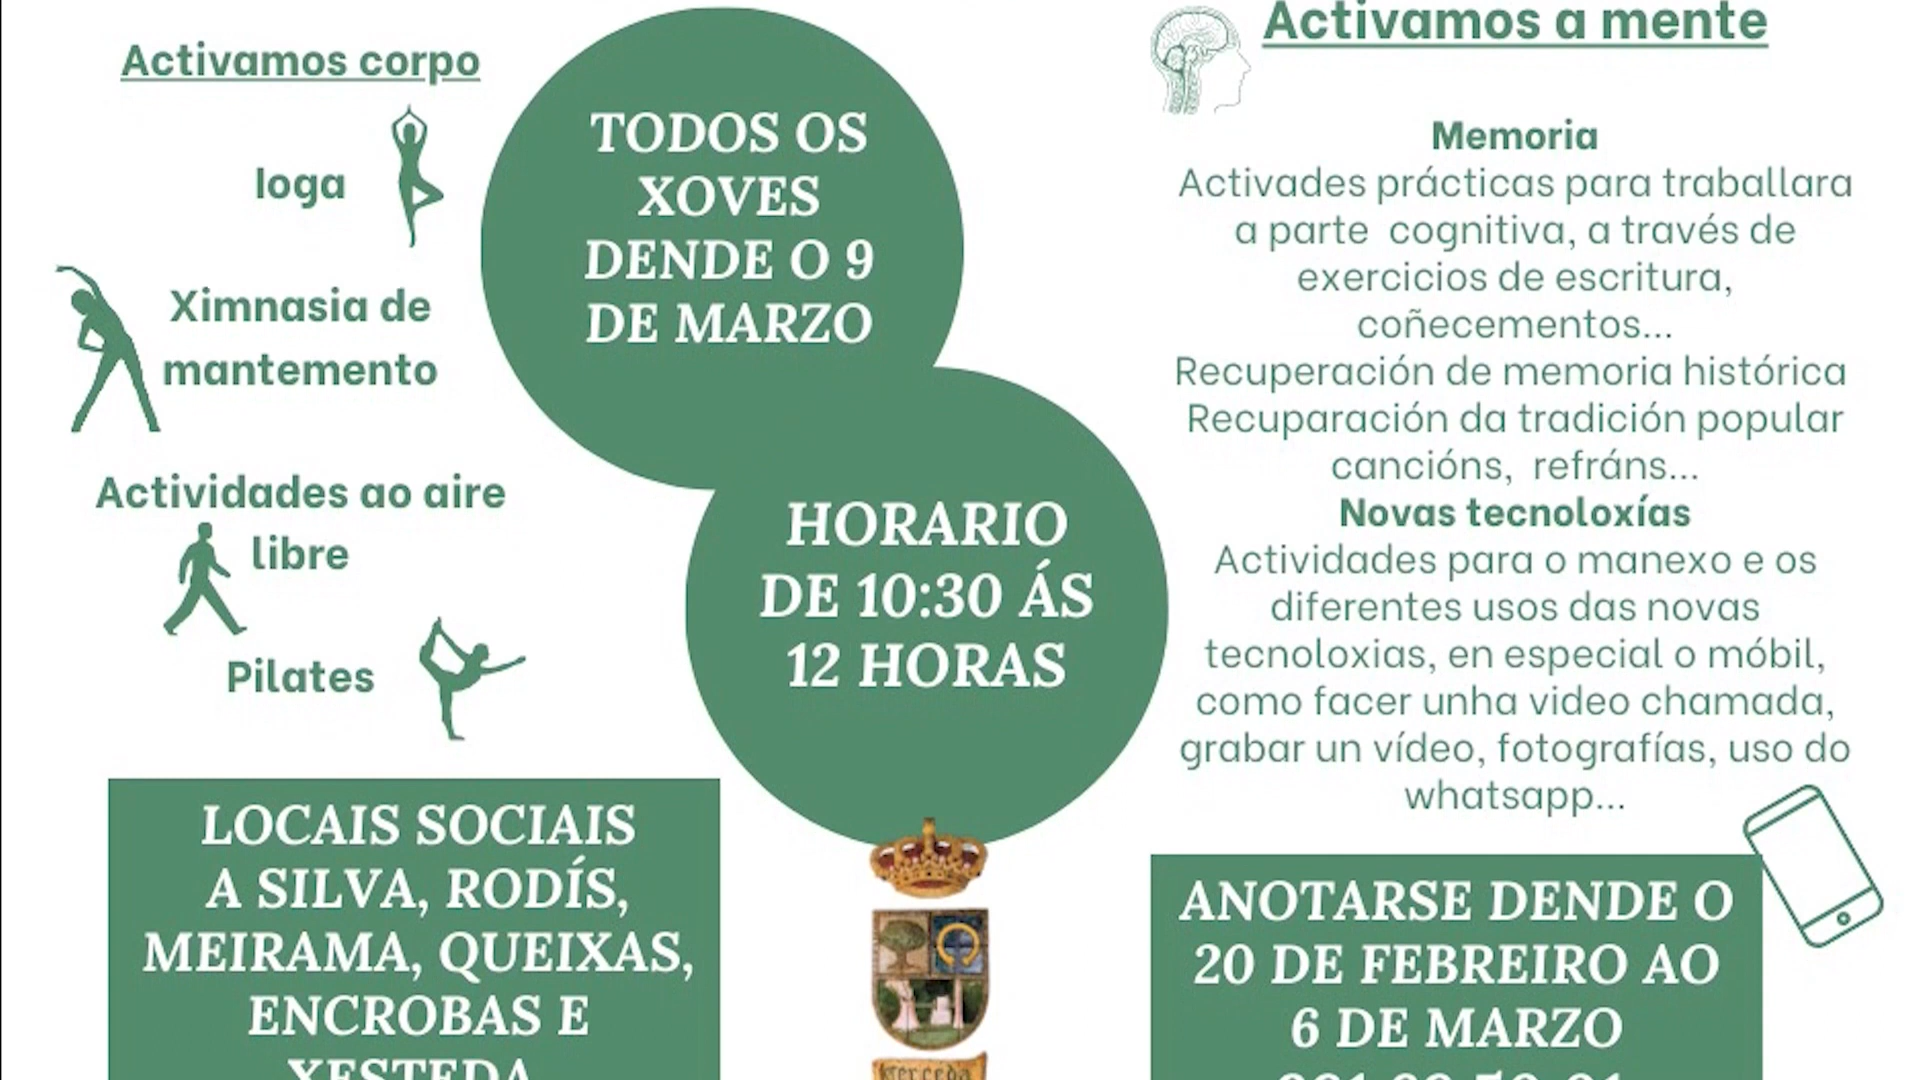 Activamos corpo
Ioga
Ximnasia de
mantemento
Actividades ao aire
libre
Pilates
TODOS OS
XOVES
DENDE O 9
DE MARZO
HORARIO
DE 10:30 ÁS
12 HORAS
Activamos a mente
Memoria
Activades prácticas para traballara
a parte cognitiva, a través de
exercicios de escritura,
coñecementos...
Recuperación de memoria histórica
Recuparación da tradición popular
cancións, refráns...
Novas tecnoloxías
Actividades para o manexo e os
diferentes usos das novas
tecnoloxias, en especial o móbil,
como facer unha video chamada,
grabar un vídeo, fotografías, uso do
whatsapp...
LOCAIS SOCIAIS
A SILVA, RODÍS,
MEIRAMA, QUEIXAS,
ENCROBAS E
XESTEDA
ANOTARSE DENDE O
20 DE FEBREIRO AO
6 DE MARZO